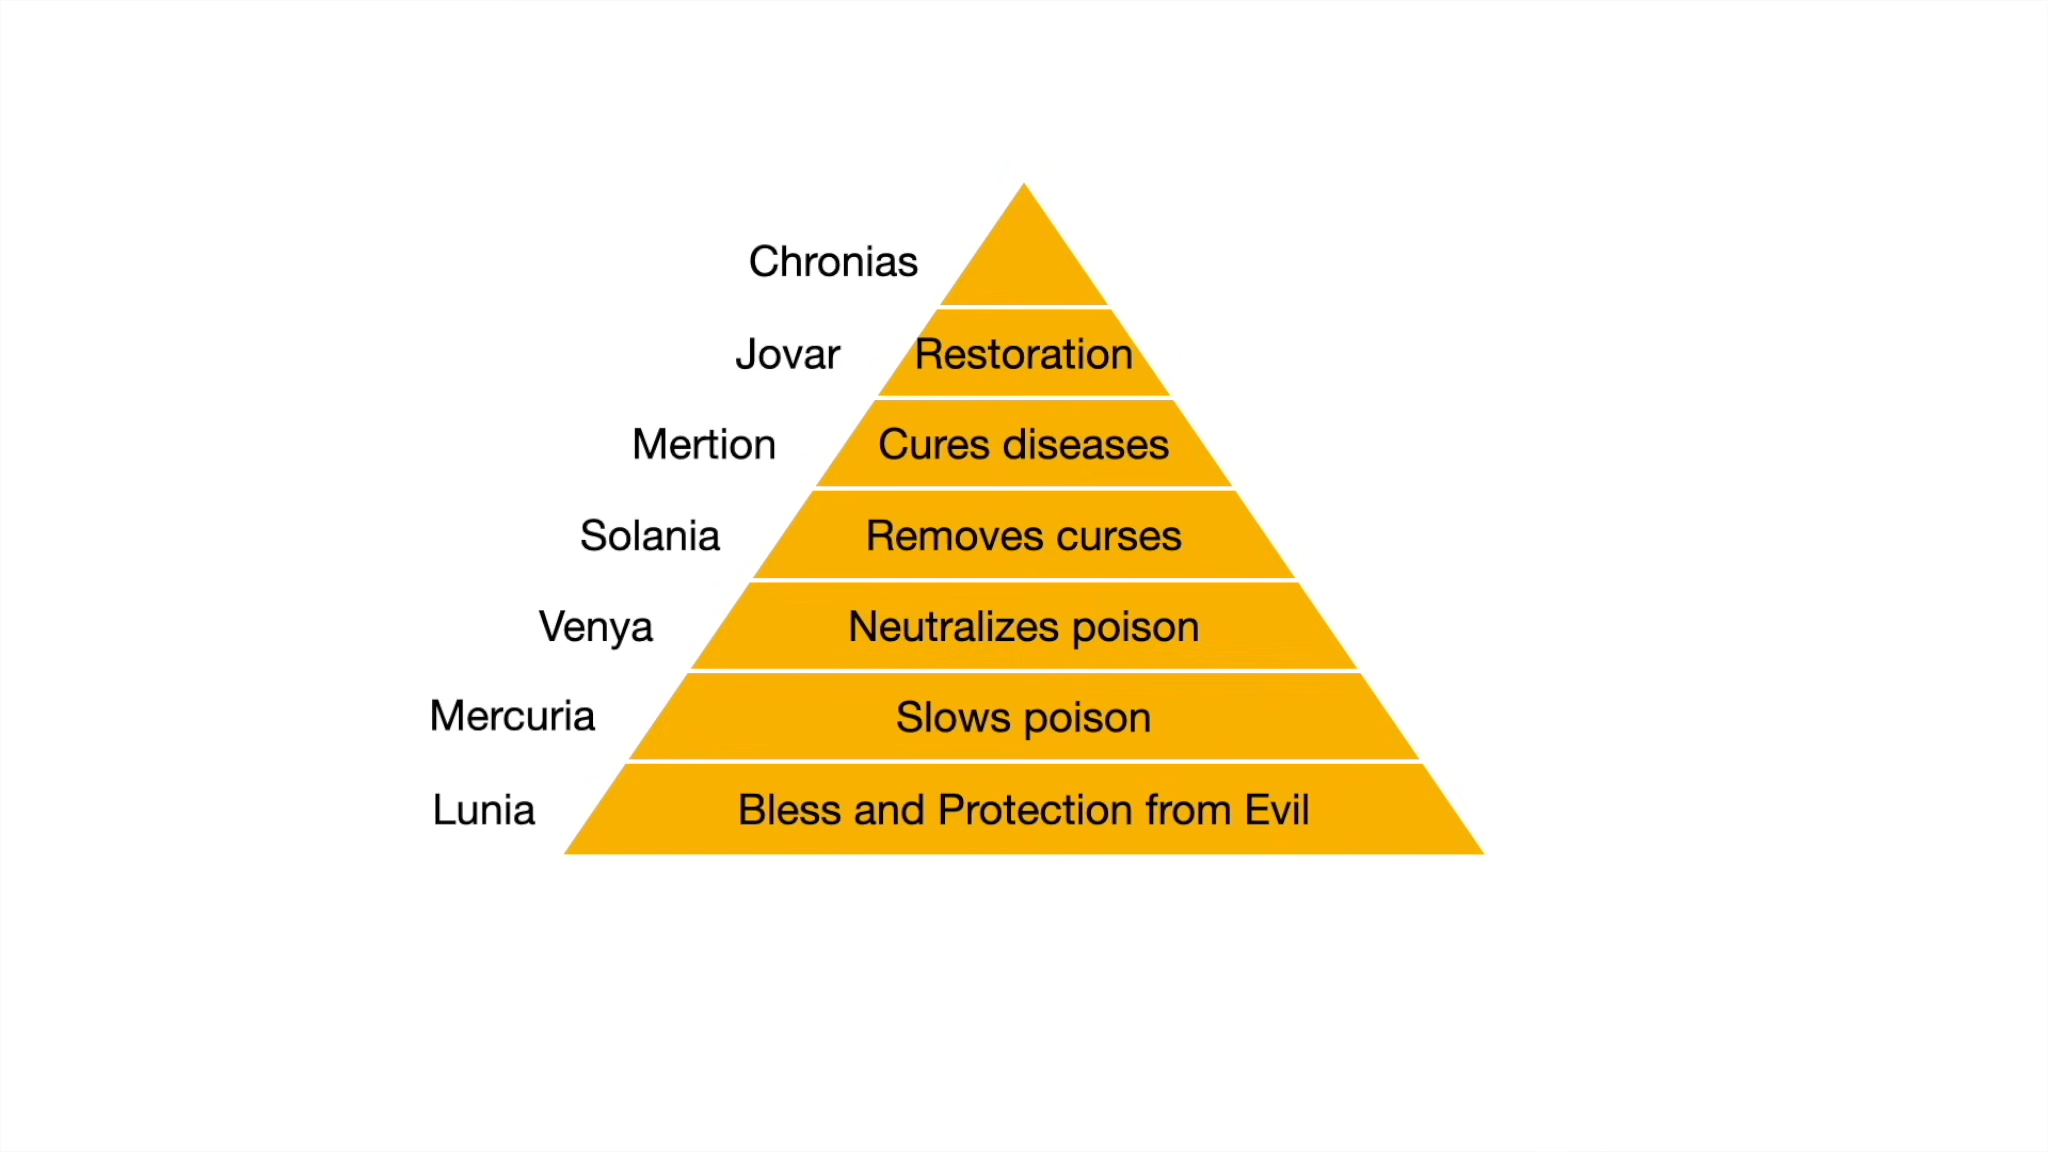 Chronias
Jovar Restoration
Mertion Cures diseases
Solania Removes curses
Venya Neutralizes poison
Mercuria Slows poison
Lunia Bless and Protection from Evil